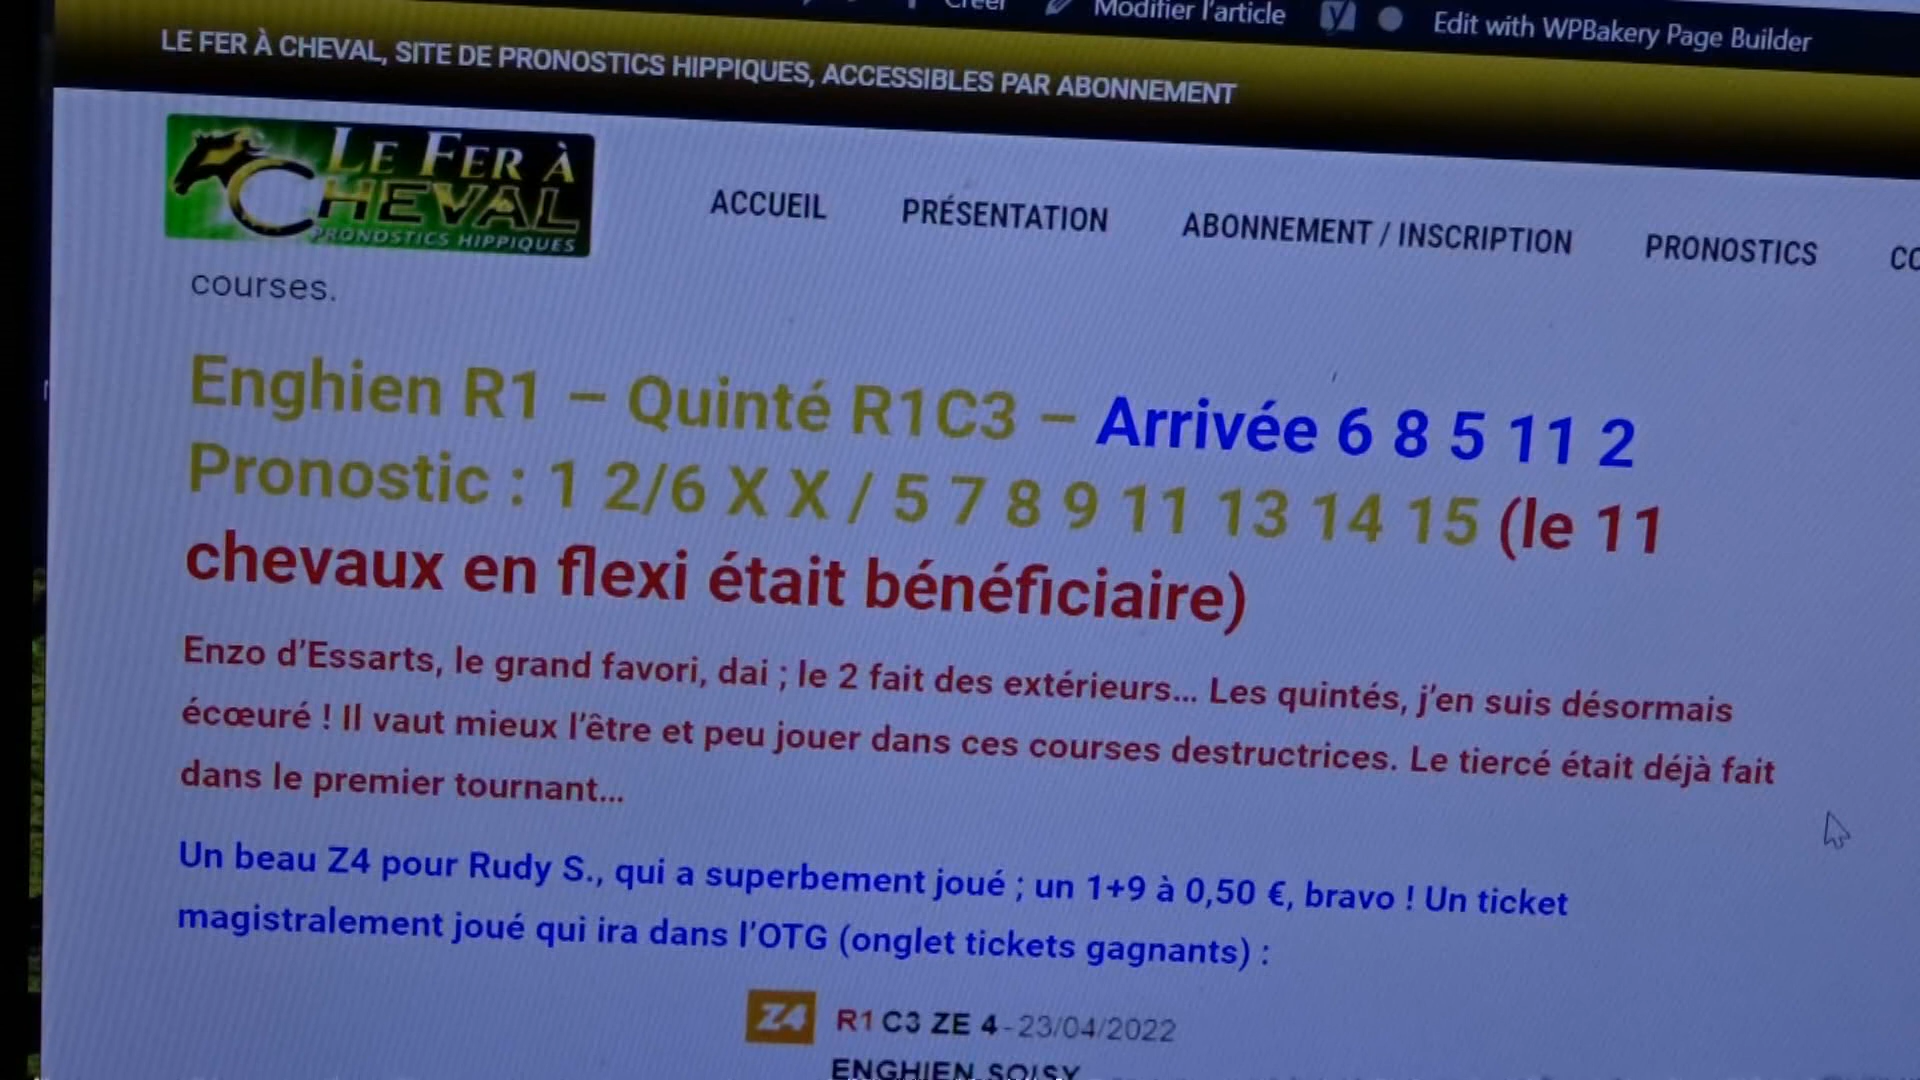 Créer
Modifier l'article
Edit with WPBakery Page Builder
LE FER À CHEVAL, SITE DE PRONOSTICS HIPPIQUES, ACCESSIBLES PAR ABONNEMENT
LE FER À
CHEVAL
PRONOSTICS HIPPIQUES
ACCUEIL
PRÉSENTATION
ABONNEMENT / INSCRIPTION
PRONOSTICS
courses.
Enghien R1 – Quinté R1C3 – Arrivée 6 8 5 11 2
Pronostic : 1 2/6 X X / 5 7 8 9 11 13 14 15 (le 11
chevaux en flexi était bénéficiaire)
Enzo d'Essarts, le grand favori, dai ; le 2 fait des extérieurs... Les quintés, j'en suis désormais
écœuré ! Il vaut mieux l'être et peu jouer dans ces courses destructrices. Le tiercé était déjà fait
dans le premier tournant...
Un beau Z4 pour Rudy S., qui a superbement joué ; un 1+9 à 0,50 €, bravo ! Un ticket
magistralement joué qui ira dans l'OTG (onglet tickets gagnants) :
Z4 R1 C3 ZE 4 - 23/04/2022
ENGHIEN SOISY